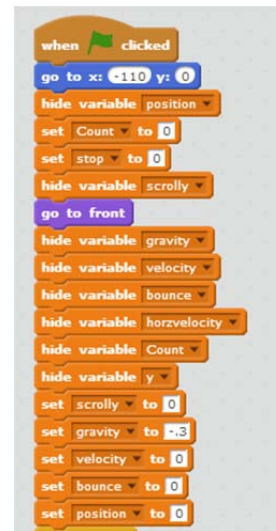 when clicked
go to x: -110 y: 0
hide variable position
set Count to 0
set stop to 0
hide variable scrolly
go to front
hide variable gravity
hide variable velocity
hide variable bounce
hide variable horzvelocity
hide variable Count
hide variable y
set scrolly to 0
set gravity to -.3
set velocity to 0
set bounce to 0
set position to 0